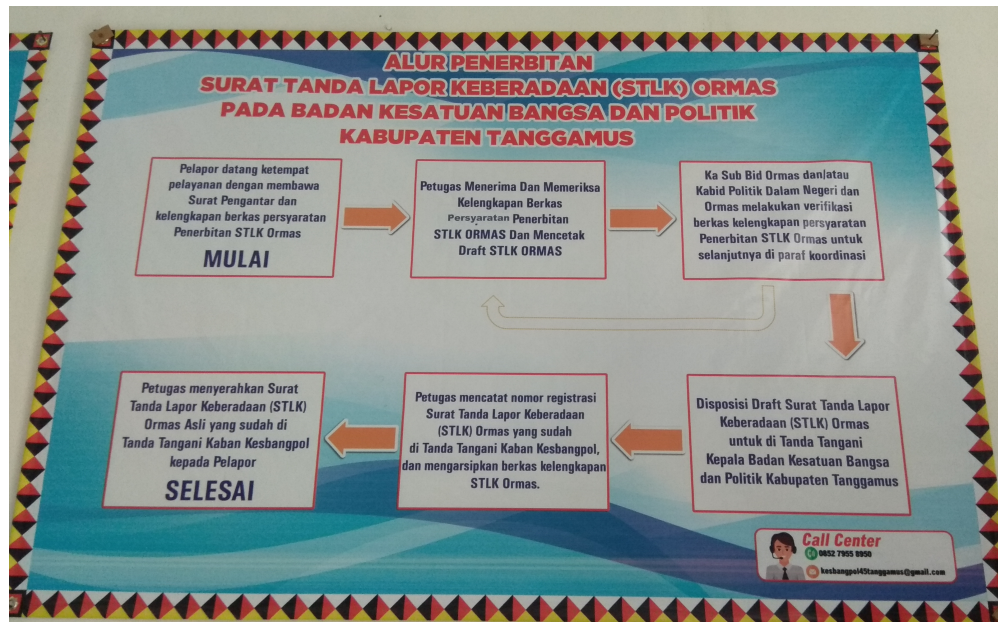 ALUR PENERBITAN
SURAT TANDA LAPOR KEBERADAAN (STLK) ORMAS
PADA BADAN KESATUAN BANGSA DAN POLITIK
KABUPATEN TANGGAMUS
Pelapor datang ketempat
pelayanan dengan membawa
Surat Pengantar dan
kelengkapan berkas persyaratan
Penerbitan STLK Ormas
MULAI
Petugas Menerima Dan Memeriksa
Kelengkapan Berkas
Persyaratan Penerbitan
STLK ORMAS Dan Mencetak
Draft STLK ORMAS
Ka Sub Bid Ormas dan/atau
Kabid Politik Dalam Negeri dan
Ormas melakukan verifikasi
berkas kelengkapan persyaratan
Penerbitan STLK Ormas untuk
selanjutnya di paraf koordinasi
Disposisi Draft Surat Tanda Lapor
Keberadaan (STLK) Ormas
untuk di Tanda Tangani
Kepala Badan Kesatuan Bangsa
dan Politik Kabupaten Tanggamus
Petugas mencatat nomor registrasi
Surat Tanda Lapor Keberadaan
(STLK) Ormas yang sudah
di Tanda Tangani Kaban Kesbangpol,
dan mengarsipkan berkas kelengkapan
STLK Ormas.
Petugas menyerahkan Surat
Tanda Lapor Keberadaan (STLK)
Ormas Asli yang sudah di
Tanda Tangani Kaban Kesbangpol
kepada Pelapor
SELESAI
Call Center
0852 7955 8950
kesbangpol45tanggamus@gmail.com